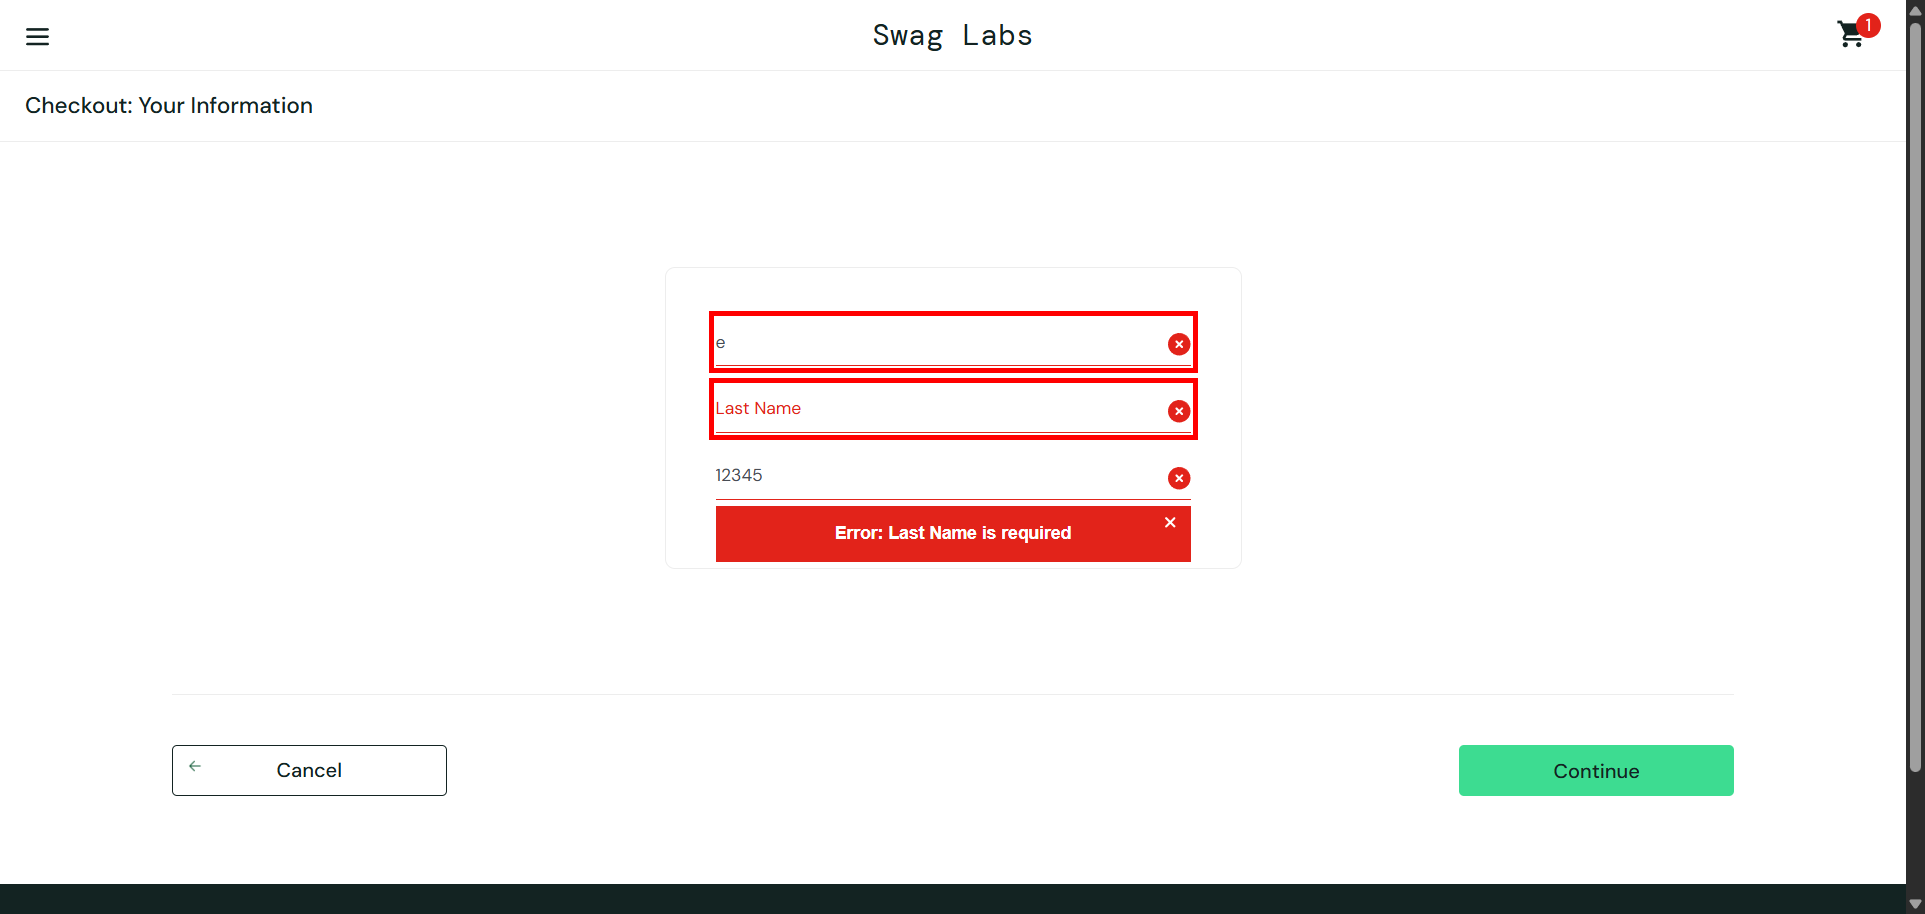 Swag Labs
1
Checkout: Your Information
e
Last Name
12345
Error: Last Name is required
Cancel
Continue